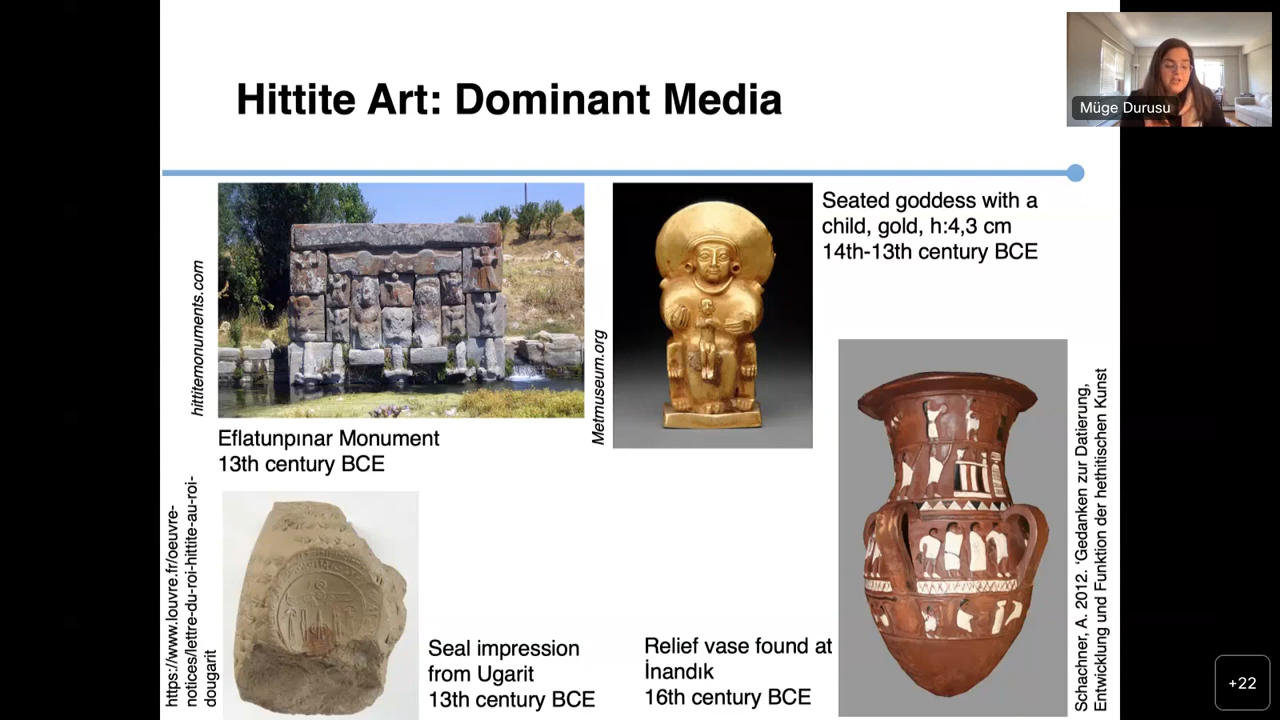 Hittite Art: Dominant Media
Müge Durusu
hittitemonuments.com
Eflatunpınar Monument
13th century BCE
Metmuseum.org
Seated goddess with a
child, gold, h:4,3 cm
14th-13th century BCE
https://www.louvre.fr/oeuvre-
notices/lettre-du-roi-hittite-au-roi-
dougarit
Seal impression
from Ugarit
13th century BCE
Relief vase found at
İnandık
16th century BCE
Schachner, A. 2012. ‘Gedanken zur Datierung,
Entwicklung und Funktion der hethitischen Kunst
+22